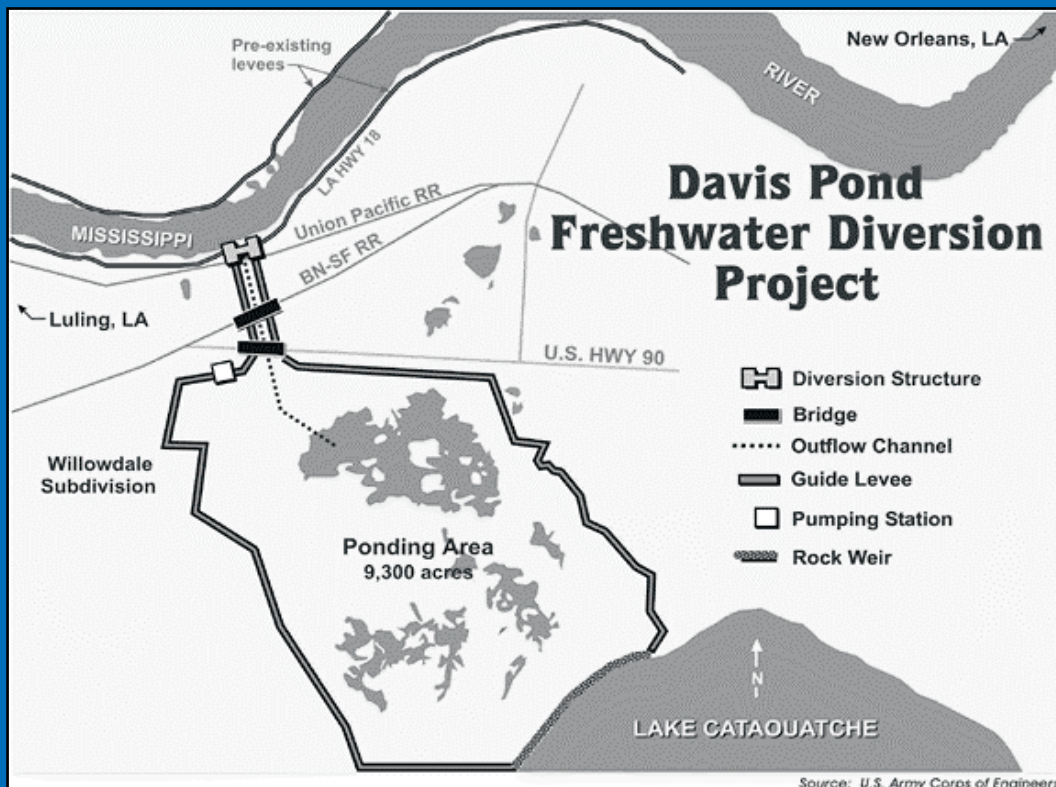 Pre-existing
levees
New Orleans, LA
RIVER
LA HWY 18
Davis Pond
Freshwater Diversion
Project
Union Pacific RR
MISSISSIPPI
BN-SF RR
Luling, LA
U.S. HWY 90
Diversion Structure
Bridge
Outflow Channel
Guide Levee
Pumping Station
Rock Weir
Willowdale
Subdivision
Ponding Area
9,300 acres
N
LAKE CATAOUATCHE
Source: U.S. Army Corps of Engineers